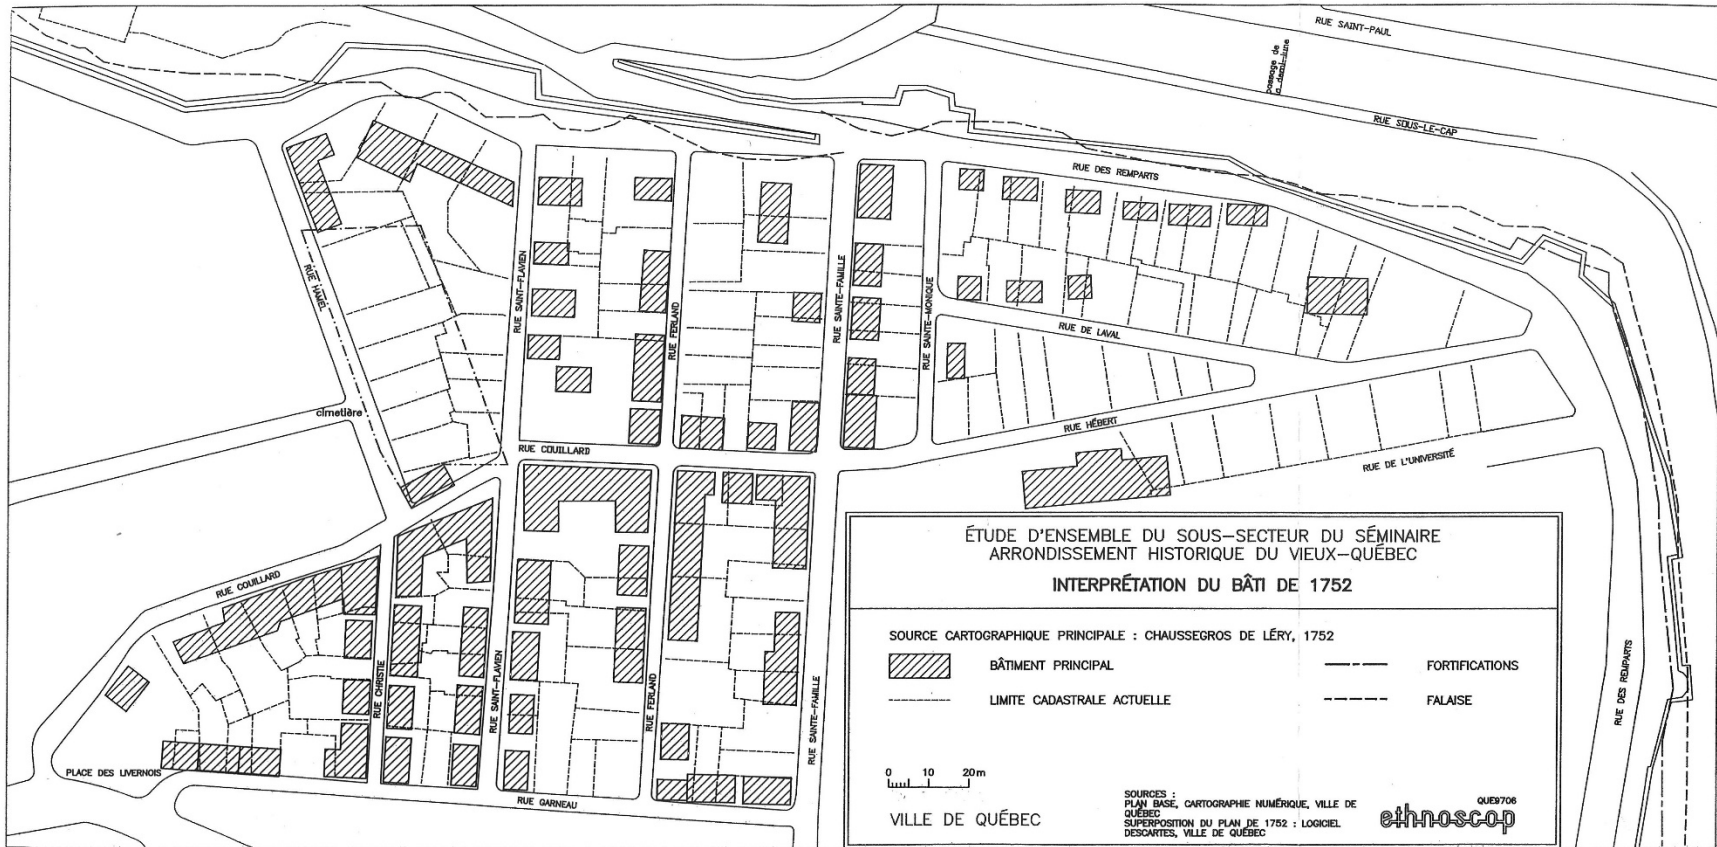 RUE SAINT-PAUL
passage de
la demi-lune
RUE SOUS-LE-CAP
RUE DES REMPARTS
RUE HAMEL
RUE SAINT-FLAVIEN
RUE FERLAND
RUE SAINTE-FAMILLE
RUE SAINTE-MONIQUE
RUE DE LAVAL
cimetière
RUE COUILLARD
RUE HÉBERT
RUE DE L'UNIVERSITÉ
RUE COUILLARD
RUE CHRISTIE
RUE SAINT-FLAVIEN
RUE FERLAND
RUE SAINTE-FAMILLE
RUE DES REMPARTS
PLACE DES LIVERNOIS
RUE GARNEAU
ÉTUDE D'ENSEMBLE DU SOUS-SECTEUR DU SÉMINAIRE
ARRONDISSEMENT HISTORIQUE DU VIEUX-QUÉBEC
INTERPRÉTATION DU BÂTI DE 1752
SOURCE CARTOGRAPHIQUE PRINCIPALE : CHAUSSEGROS DE LÉRY, 1752
BÂTIMENT PRINCIPAL
FORTIFICATIONS
LIMITE CADASTRALE ACTUELLE
FALAISE
0 10 20m
VILLE DE QUÉBEC
SOURCES :
PLAN BASE, CARTOGRAPHIE NUMÉRIQUE, VILLE DE
QUÉBEC
SUPERPOSITION DU PLAN DE 1752 : LOGICIEL
DESCARTES, VILLE DE QUÉBEC
QUE9706
ethnoscop